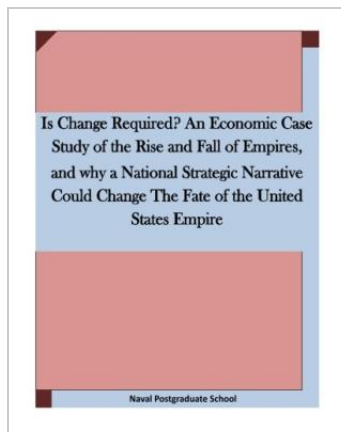 Is Change Required? An Economic Case
Study of the Rise and Fall of Empires,
and why a National Strategic Narrative
Could Change The Fate of the United
States Empire
Naval Postgraduate School